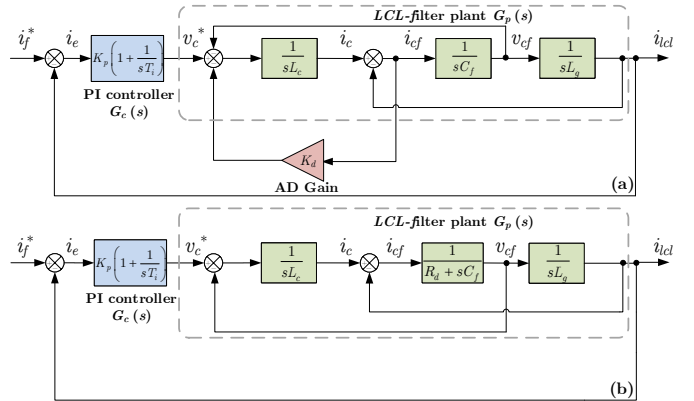 LCL-filter plant G_p(s)
i_f* i_e v_c* i_c i_cf v_cf i_lcl
K_p(1+1/(sT_i)) 1/(sL_c) 1/(sC_f) 1/(sL_g)
PI controller
G_c(s)
K_d
AD Gain
(a)
LCL-filter plant G_p(s)
i_f* i_e v_c* i_c i_cf v_cf i_lcl
K_p(1+1/(sT_i)) 1/(sL_c) 1/(R_d+sC_f) 1/(sL_g)
PI controller
G_c(s)
(b)